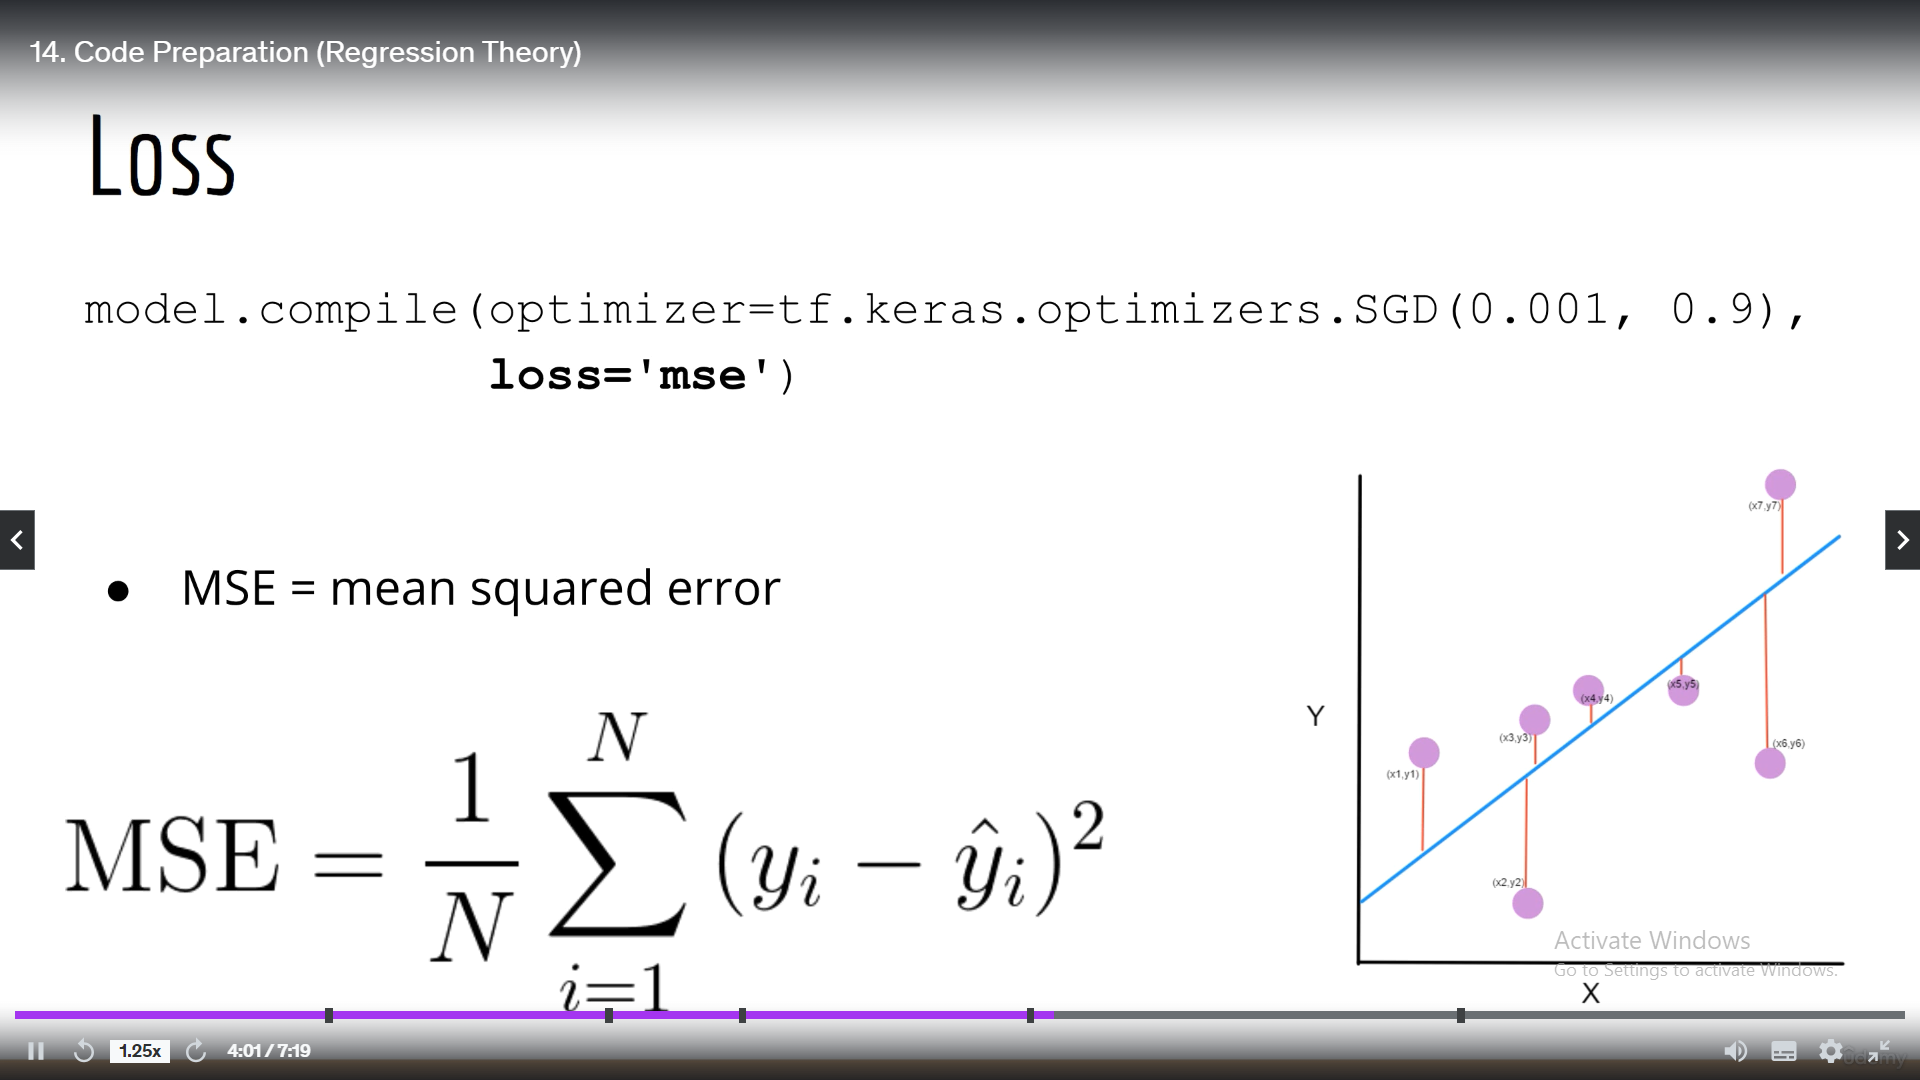 14. Code Preparation (Regression Theory)
Loss
model.compile(optimizer=tf.keras.optimizers.SGD(0.001, 0.9),
loss='mse')
● MSE = mean squared error
MSE = \frac{1}{N} \sum_{i=1}^{N} (y_i - \hat{y}_i)^2
(x7,y7)
(x5,y5)
(x4,y4)
Y
(x3,y3)
(x6,y6)
(x1,y1)
(x2,y2)
Activate Windows
Go to Settings to activate Windows.
X
1.25x
4:01 / 7:19
udemy